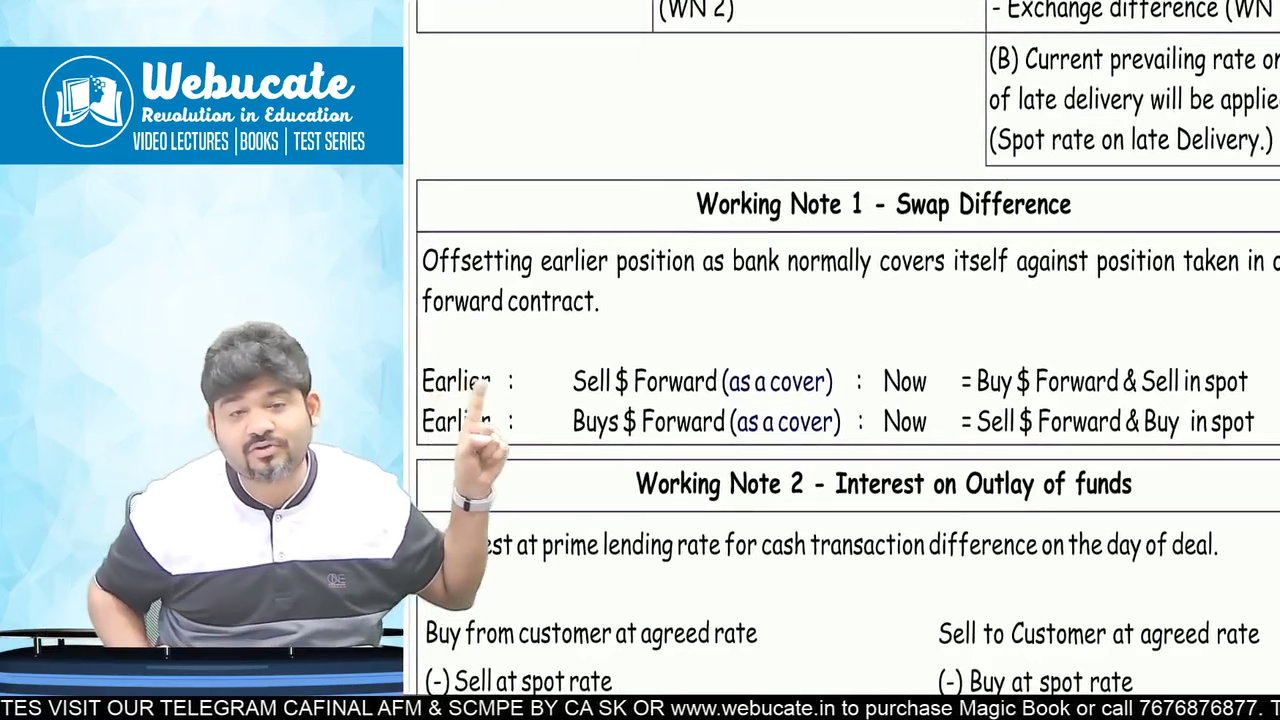 (WN 2)
- Exchange difference (WN
(B) Current prevailing rate
of late delivery will be
(Spot rate on late Delivery.)
Webucate
Revolution in Education
VIDEO LECTURES | BOOKS | TEST SERIES
Working Note 1 - Swap Difference
Offsetting earlier position as bank normally covers itself against position taken in
forward contract.
Earlier : Sell $ Forward (as a cover) : Now = Buy $ Forward & Sell in spot
Earlier : Buys $ Forward (as a cover) : Now = Sell $ Forward & Buy in spot
Working Note 2 - Interest on Outlay of funds
at prime lending rate for cash transaction difference on the day of deal.
Buy from customer at agreed rate Sell to Customer at agreed rate
(-) Sell at spot rate (-) Buy at spot rate
TES VISIT OUR TELEGRAM CAFINAL AFM & SCMPE BY CA SK OR www.webucate.in to purchase Magic Book or call 7676876877. T